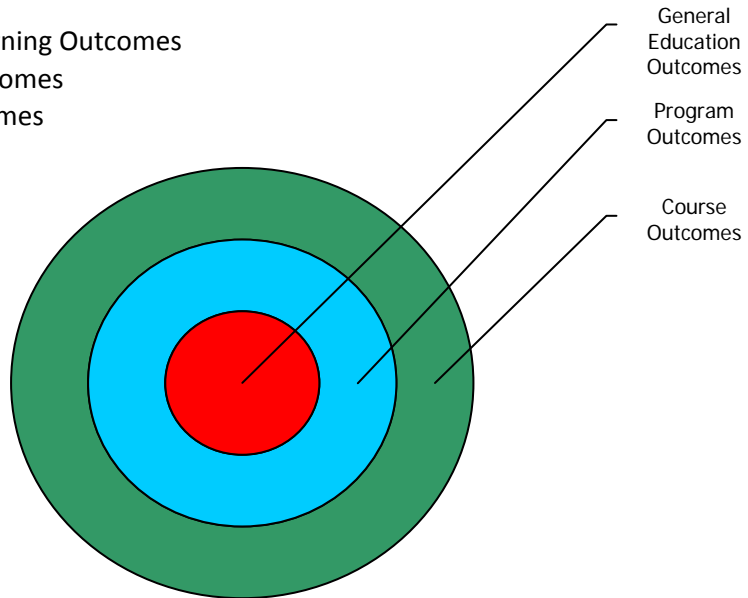 ning Outcomes
omes
mes
General
Education
Outcomes
Program
Outcomes
Course
Outcomes